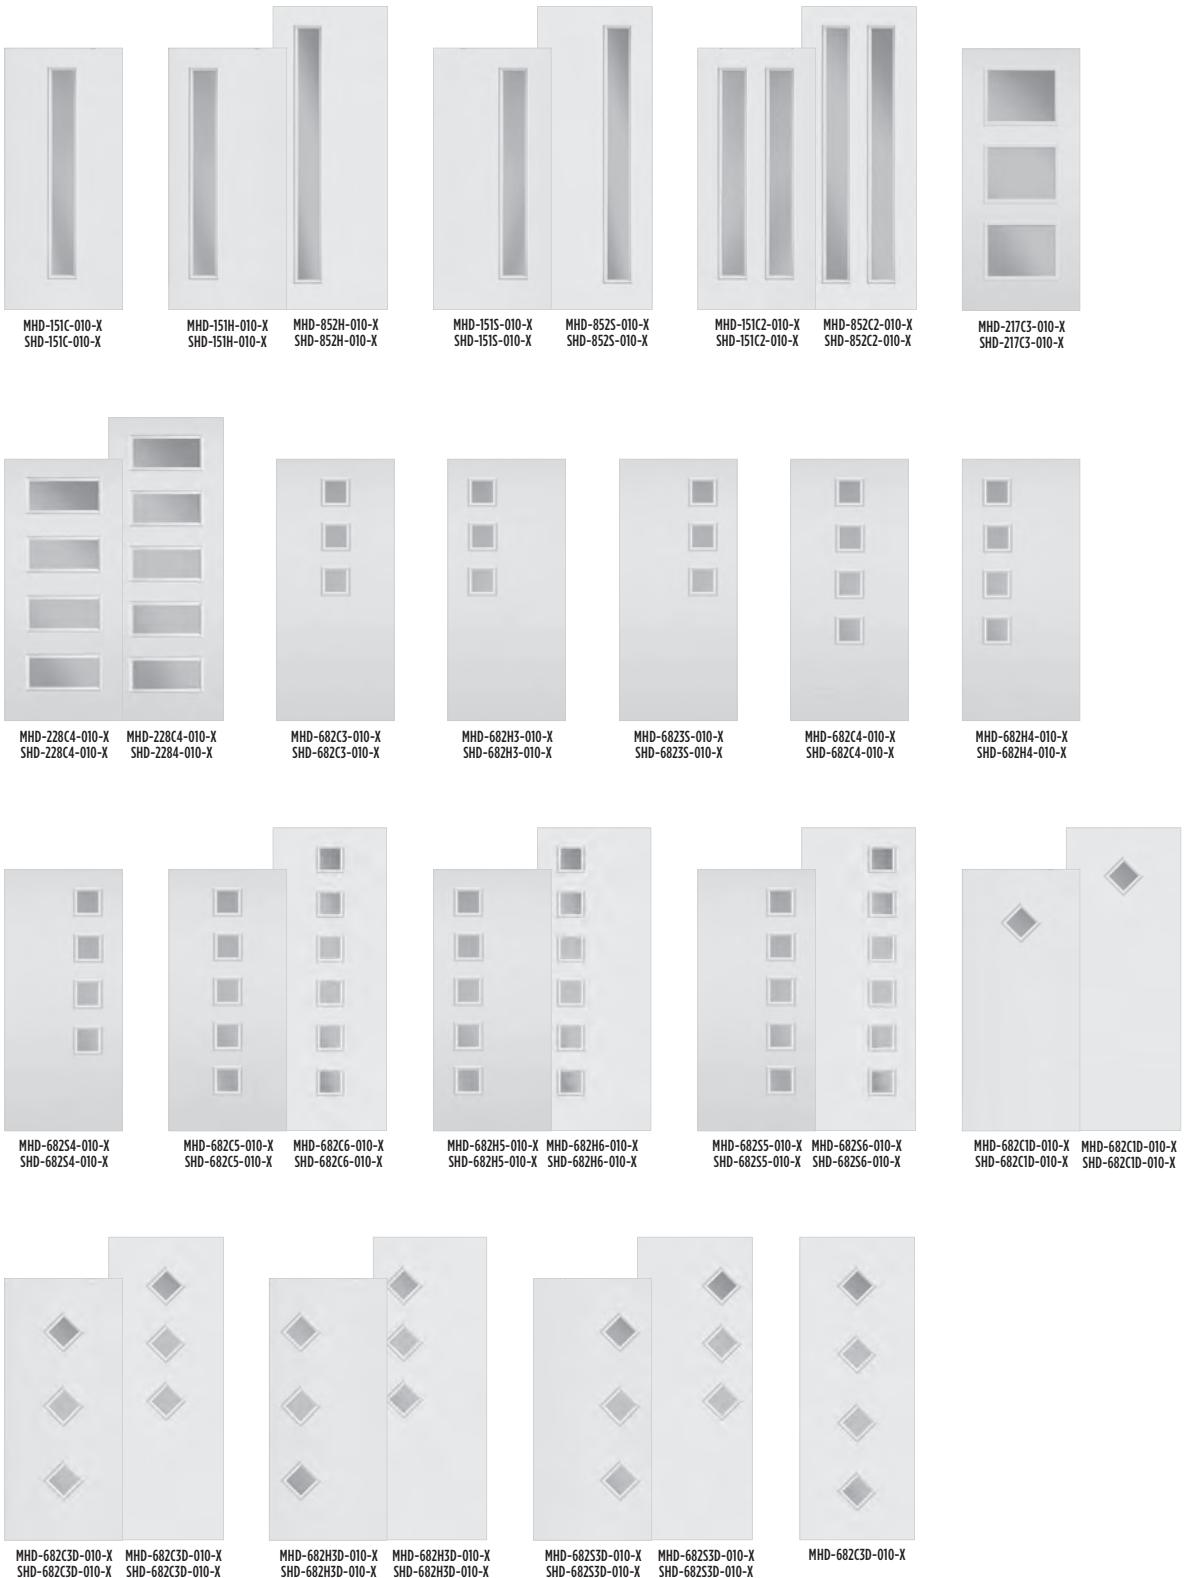 MHD-151C-010-X
SHD-151C-010-X
MHD-151H-010-X
SHD-151H-010-X
MHD-852H-010-X
SHD-852H-010-X
MHD-151S-010-X
SHD-151S-010-X
MHD-852S-010-X
SHD-852S-010-X
MHD-151C2-010-X
SHD-151C2-010-X
MHD-852C2-010-X
SHD-852C2-010-X
MHD-217C3-010-X
SHD-217C3-010-X
MHD-228C4-010-X
SHD-228C4-010-X
MHD-228C4-010-X
SHD-2284-010-X
MHD-682C3-010-X
SHD-682C3-010-X
MHD-682H3-010-X
SHD-682H3-010-X
MHD-6823S-010-X
SHD-6823S-010-X
MHD-682C4-010-X
SHD-682C4-010-X
MHD-682H4-010-X
SHD-682H4-010-X
MHD-682S4-010-X
SHD-682S4-010-X
MHD-682C5-010-X
SHD-682C5-010-X
MHD-682C6-010-X
SHD-682C6-010-X
MHD-682H5-010-X
SHD-682H5-010-X
MHD-682H6-010-X
SHD-682H6-010-X
MHD-682S5-010-X
SHD-682S5-010-X
MHD-682S6-010-X
SHD-682S6-010-X
MHD-682C1D-010-X
SHD-682C1D-010-X
MHD-682C1D-010-X
SHD-682C1D-010-X
MHD-682C3D-010-X
SHD-682C3D-010-X
MHD-682C3D-010-X
SHD-682C3D-010-X
MHD-682H3D-010-X
SHD-682H3D-010-X
MHD-682H3D-010-X
SHD-682H3D-010-X
MHD-682S3D-010-X
SHD-682S3D-010-X
MHD-682S3D-010-X
SHD-682S3D-010-X
MHD-682C3D-010-X